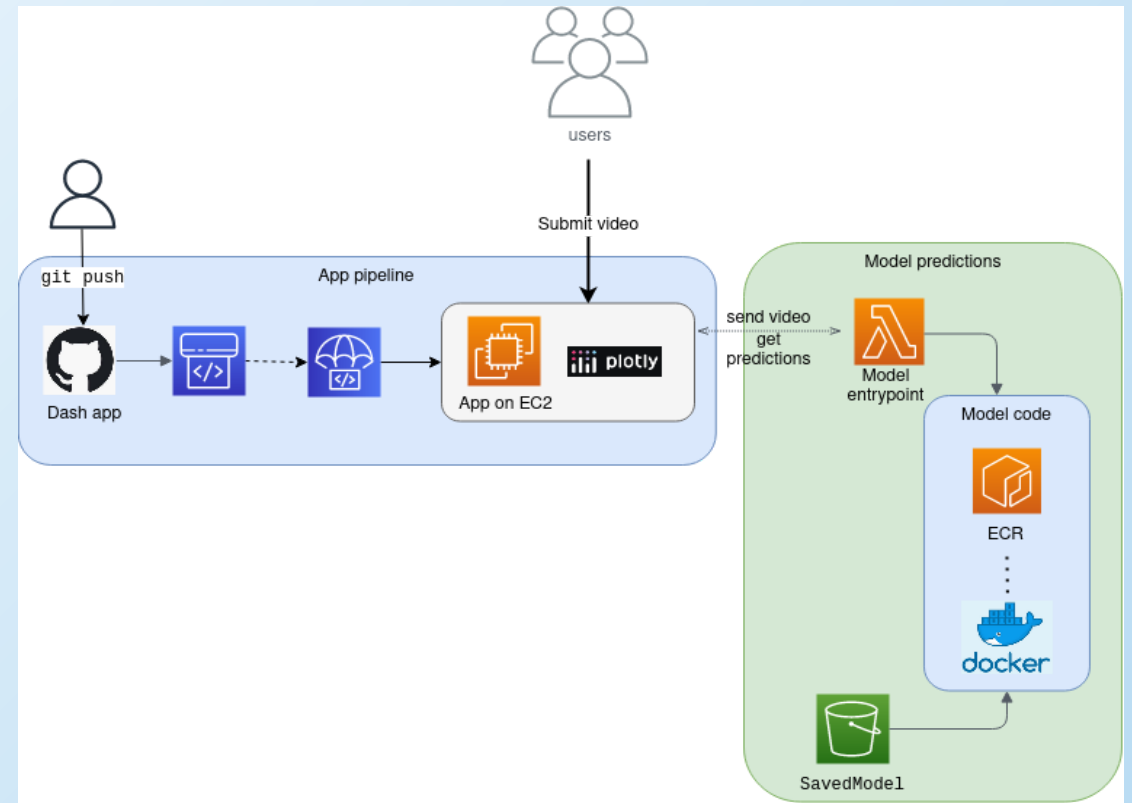 users
Submit video
git push
App pipeline
Dash app
App on EC2
plotly
send video
get
predictions
Model predictions
Model
entrypoint
Model code
ECR
docker
SavedModel